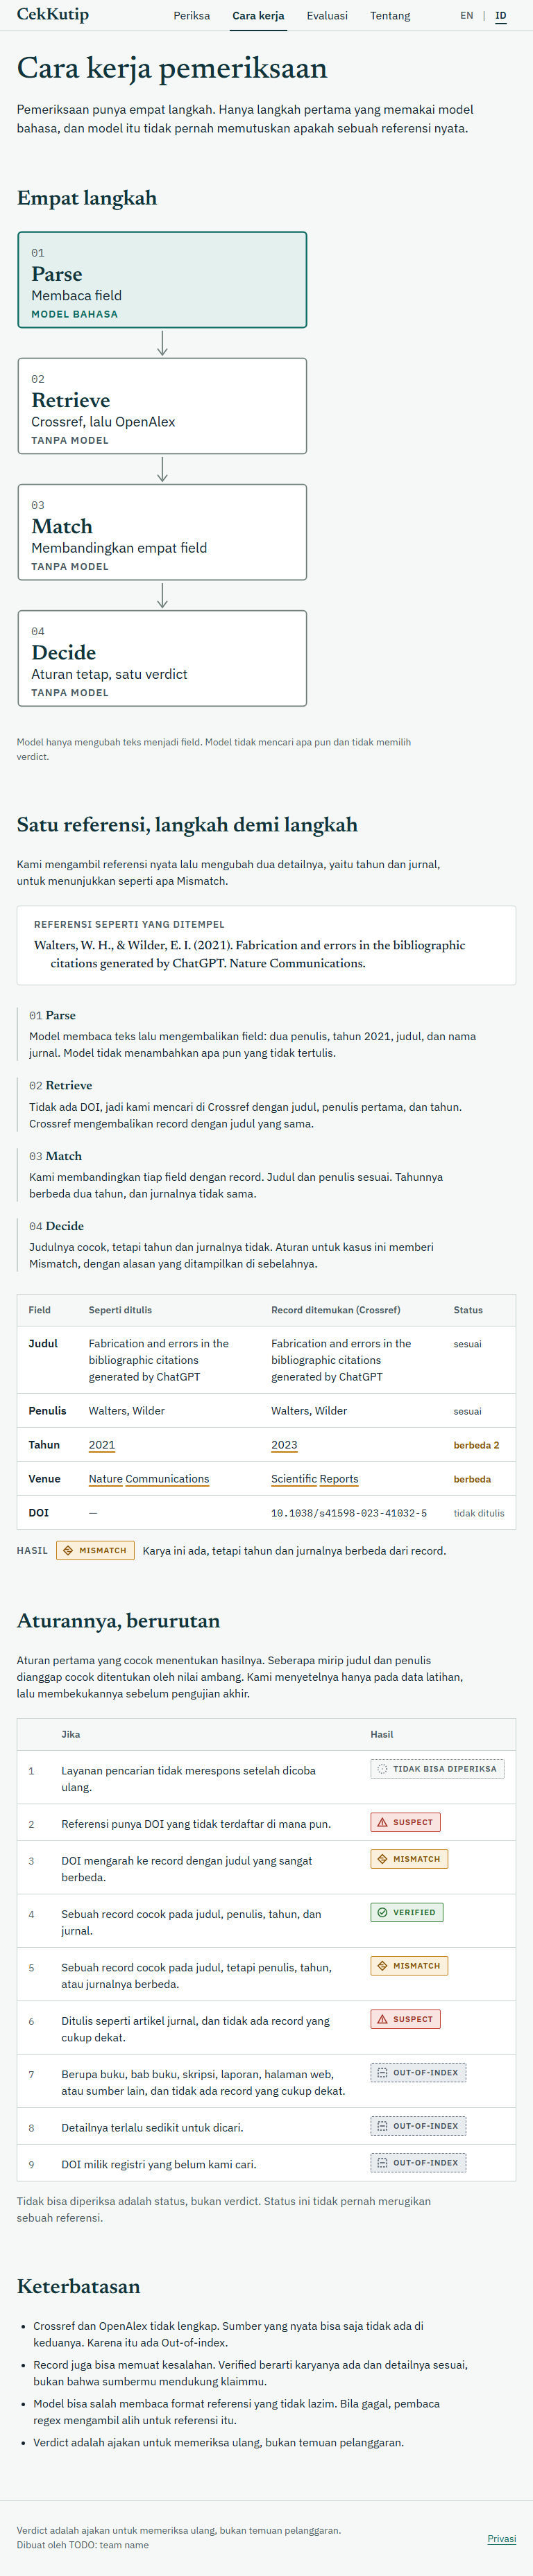 CekKutip
Periksa
Cara kerja
Evaluasi
Tentang
EN | ID
Cara kerja pemeriksaan
Pemeriksaan punya empat langkah. Hanya langkah pertama yang memakai model
bahasa, dan model itu tidak pernah memutuskan apakah sebuah referensi nyata.
Empat langkah
01
Parse
Membaca field
MODEL BAHASA
02
Retrieve
Crossref, lalu OpenAlex
TANPA MODEL
03
Match
Membandingkan empat field
TANPA MODEL
04
Decide
Aturan tetap, satu verdict
TANPA MODEL
Model hanya mengubah teks menjadi field. Model tidak mencari apa pun dan tidak memilih
verdict.
Satu referensi, langkah demi langkah
Kami mengambil referensi nyata lalu mengubah dua detailnya, yaitu tahun dan jurnal,
untuk menunjukkan seperti apa Mismatch.
REFERENSI SEPERTI YANG DITEMPEL
Walters, W. H., & Wilder, E. I. (2021). Fabrication and errors in the bibliographic
citations generated by ChatGPT. Nature Communications.
01 Parse
Model membaca teks lalu mengembalikan field: dua penulis, tahun 2021, judul, dan nama
jurnal. Model tidak menambahkan apa pun yang tidak tertulis.
02 Retrieve
Tidak ada DOI, jadi kami mencari di Crossref dengan judul, penulis pertama, dan tahun.
Crossref mengembalikan record dengan judul yang sama.
03 Match
Kami membandingkan tiap field dengan record. Judul dan penulis sesuai. Tahunnya
berbeda dua tahun, dan jurnalnya tidak sama.
04 Decide
Judulnya cocok, tetapi tahun dan jurnalnya tidak. Aturan untuk kasus ini memberi
Mismatch, dengan alasan yang ditampilkan di sebelahnya.
Field Seperti ditulis Record ditemukan (Crossref) Status
Judul Fabrication and errors in the Fabrication and errors in the sesuai
bibliographic citations bibliographic citations
generated by ChatGPT generated by ChatGPT
Penulis Walters, Wilder Walters, Wilder sesuai
Tahun 2021 2023 berbeda 2
Venue Nature Communications Scientific Reports berbeda
DOI — 10.1038/s41598-023-41032-5 tidak ditulis
HASIL MISMATCH Karya ini ada, tetapi tahun dan jurnalnya berbeda dari record.
Aturannya, berurutan
Aturan pertama yang cocok menentukan hasilnya. Seberapa mirip judul dan penulis
dianggap cocok ditentukan oleh nilai ambang. Kami menyetelnya hanya pada data latihan,
lalu membekukannya sebelum pengujian akhir.
Jika Hasil
1 Layanan pencarian tidak merespons setelah dicoba TIDAK BISA DIPERIKSA
ulang.
2 Referensi punya DOI yang tidak terdaftar di mana pun. SUSPECT
3 DOI mengarah ke record dengan judul yang sangat MISMATCH
berbeda.
4 Sebuah record cocok pada judul, penulis, tahun, dan VERIFIED
jurnal.
5 Sebuah record cocok pada judul, tetapi penulis, tahun, MISMATCH
atau jurnalnya berbeda.
6 Ditulis seperti artikel jurnal, dan tidak ada record yang SUSPECT
cukup dekat.
7 Berupa buku, bab buku, skripsi, laporan, halaman web, OUT-OF-INDEX
atau sumber lain, dan tidak ada record yang cukup dekat.
8 Detailnya terlalu sedikit untuk dicari. OUT-OF-INDEX
9 DOI milik registri yang belum kami cari. OUT-OF-INDEX
Tidak bisa diperiksa adalah status, bukan verdict. Status ini tidak pernah merugikan
sebuah referensi.
Keterbatasan
• Crossref dan OpenAlex tidak lengkap. Sumber yang nyata bisa saja tidak ada di
keduanya. Karena itu ada Out-of-index.
• Record juga bisa memuat kesalahan. Verified berarti karyanya ada dan detailnya sesuai,
bukan bahwa sumbermu mendukung klaimmu.
• Model bisa salah membaca format referensi yang tidak lazim. Bila gagal, pembaca
regex mengambil alih untuk referensi itu.
• Verdict adalah ajakan untuk memeriksa ulang, bukan temuan pelanggaran.
Verdict adalah ajakan untuk memeriksa ulang, bukan temuan pelanggaran.
Dibuat oleh TODO: team name
Privasi